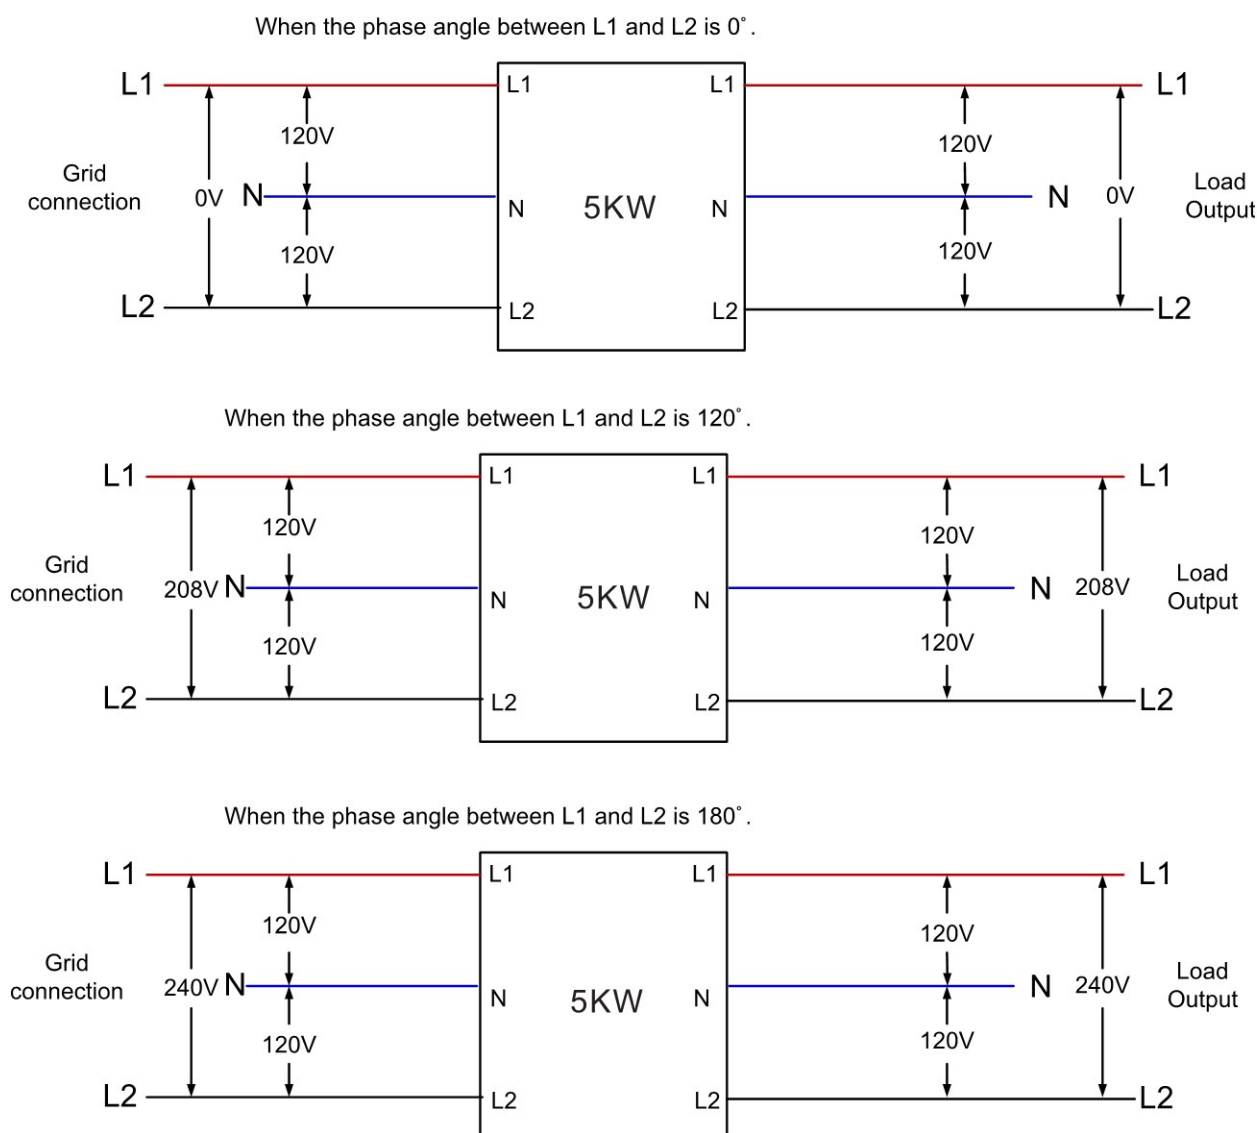 When the phase angle between L1 and L2 is 0°.
L1
L1
L1
L1
120V
120V
Grid
connection
0V
N
N
5KW
N
N
0V
Load
Output
120V
120V
L2
L2
L2
L2
When the phase angle between L1 and L2 is 120°.
L1
L1
L1
L1
120V
120V
Grid
connection
208V
N
N
5KW
N
N
208V
Load
Output
120V
120V
L2
L2
L2
L2
When the phase angle between L1 and L2 is 180°.
L1
L1
L1
L1
120V
120V
Grid
connection
240V
N
N
5KW
N
N
240V
Load
Output
120V
120V
L2
L2
L2
L2